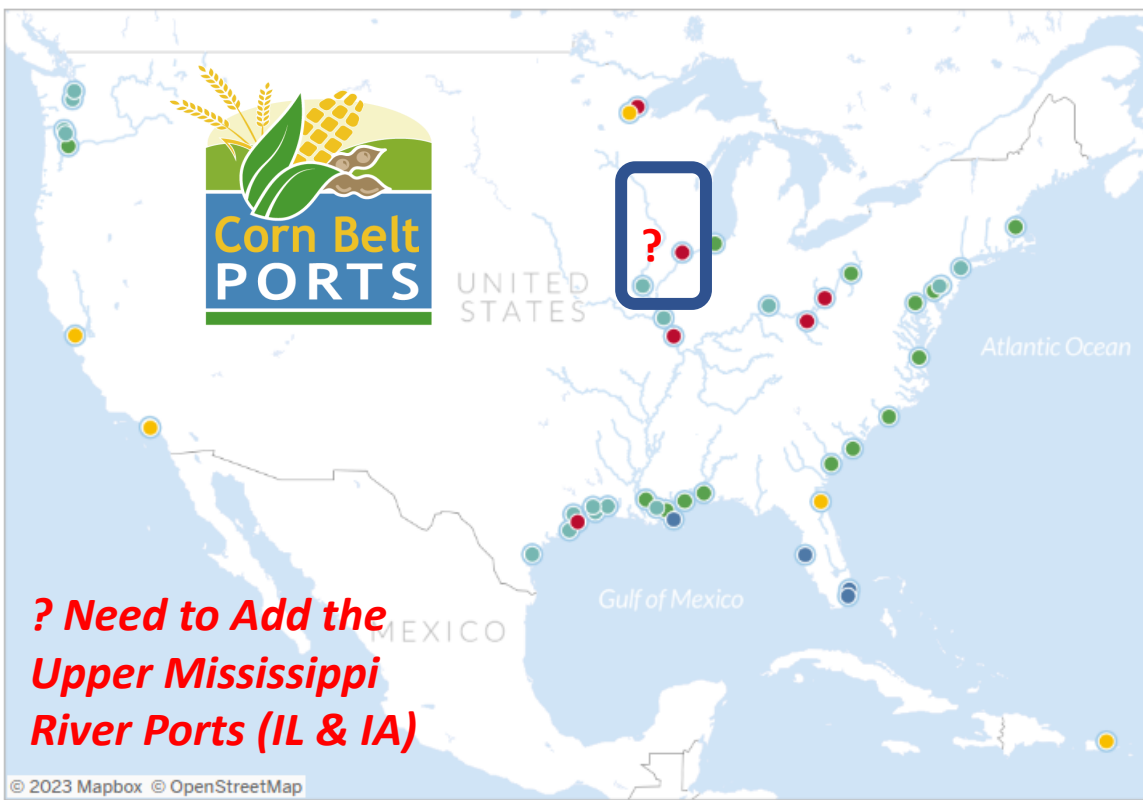 Corn Belt
PORTS
?
UNITED
STATES
Atlantic Ocean
Gulf of Mexico
MEXICO
? Need to Add the
Upper Mississippi
River Ports (IL & IA)
© 2023 Mapbox © OpenStreetMap